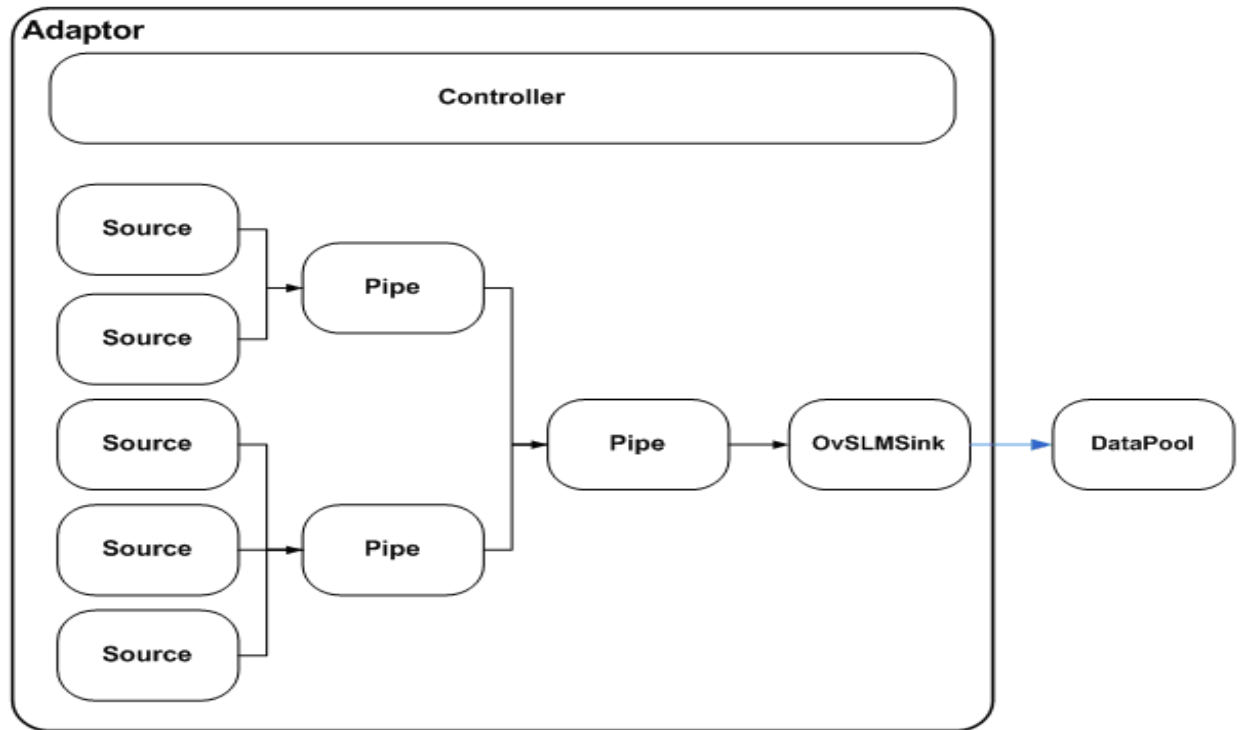 Adaptor
Controller
Source
Source
Pipe
Source
Source
Source
Pipe
Pipe
OvSLMSink
DataPool